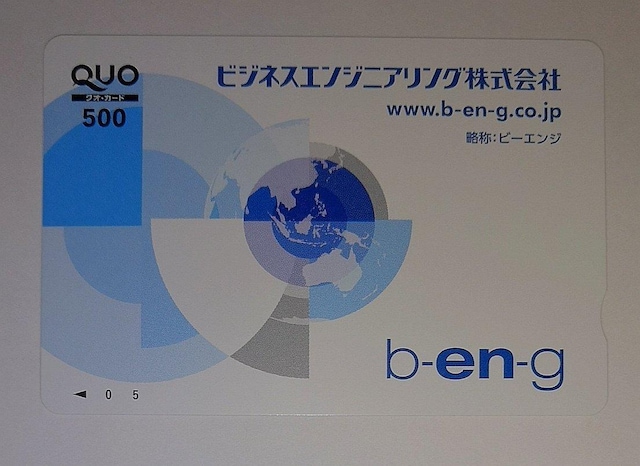 QUO
クオ・カード
500
ビジネスエンジニアリング株式会社
www.b-en-g.co.jp
略称:ビーエンジ
b-en-g
◀ 0 5